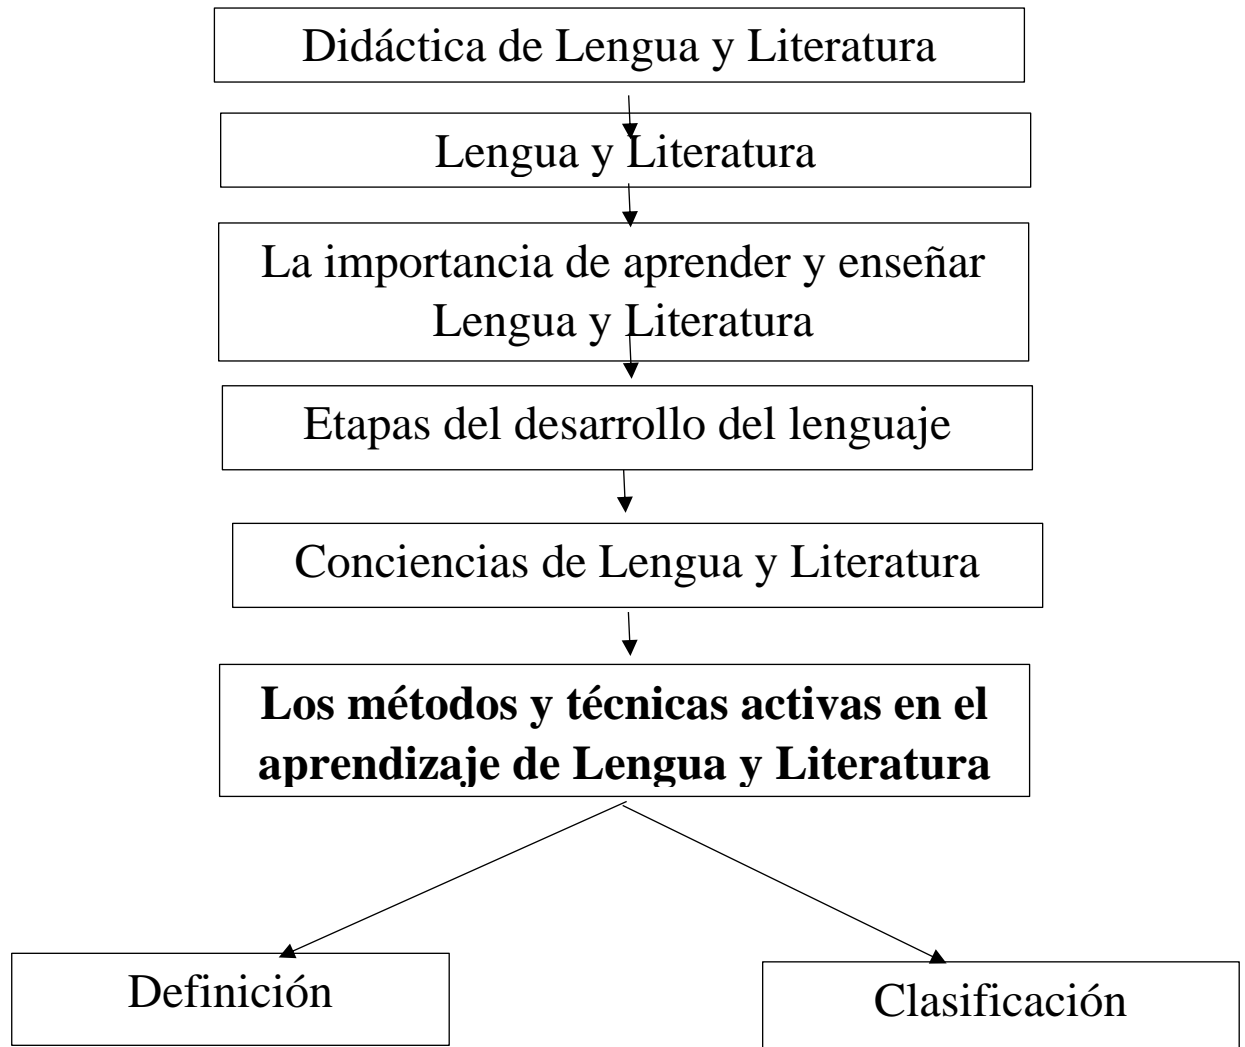 Didáctica de Lengua y Literatura
Lengua y Literatura
La importancia de aprender y enseñar
Lengua y Literatura
Etapas del desarrollo del lenguaje
Conciencias de Lengua y Literatura
Los métodos y técnicas activas en el
aprendizaje de Lengua y Literatura
Definición
Clasificación